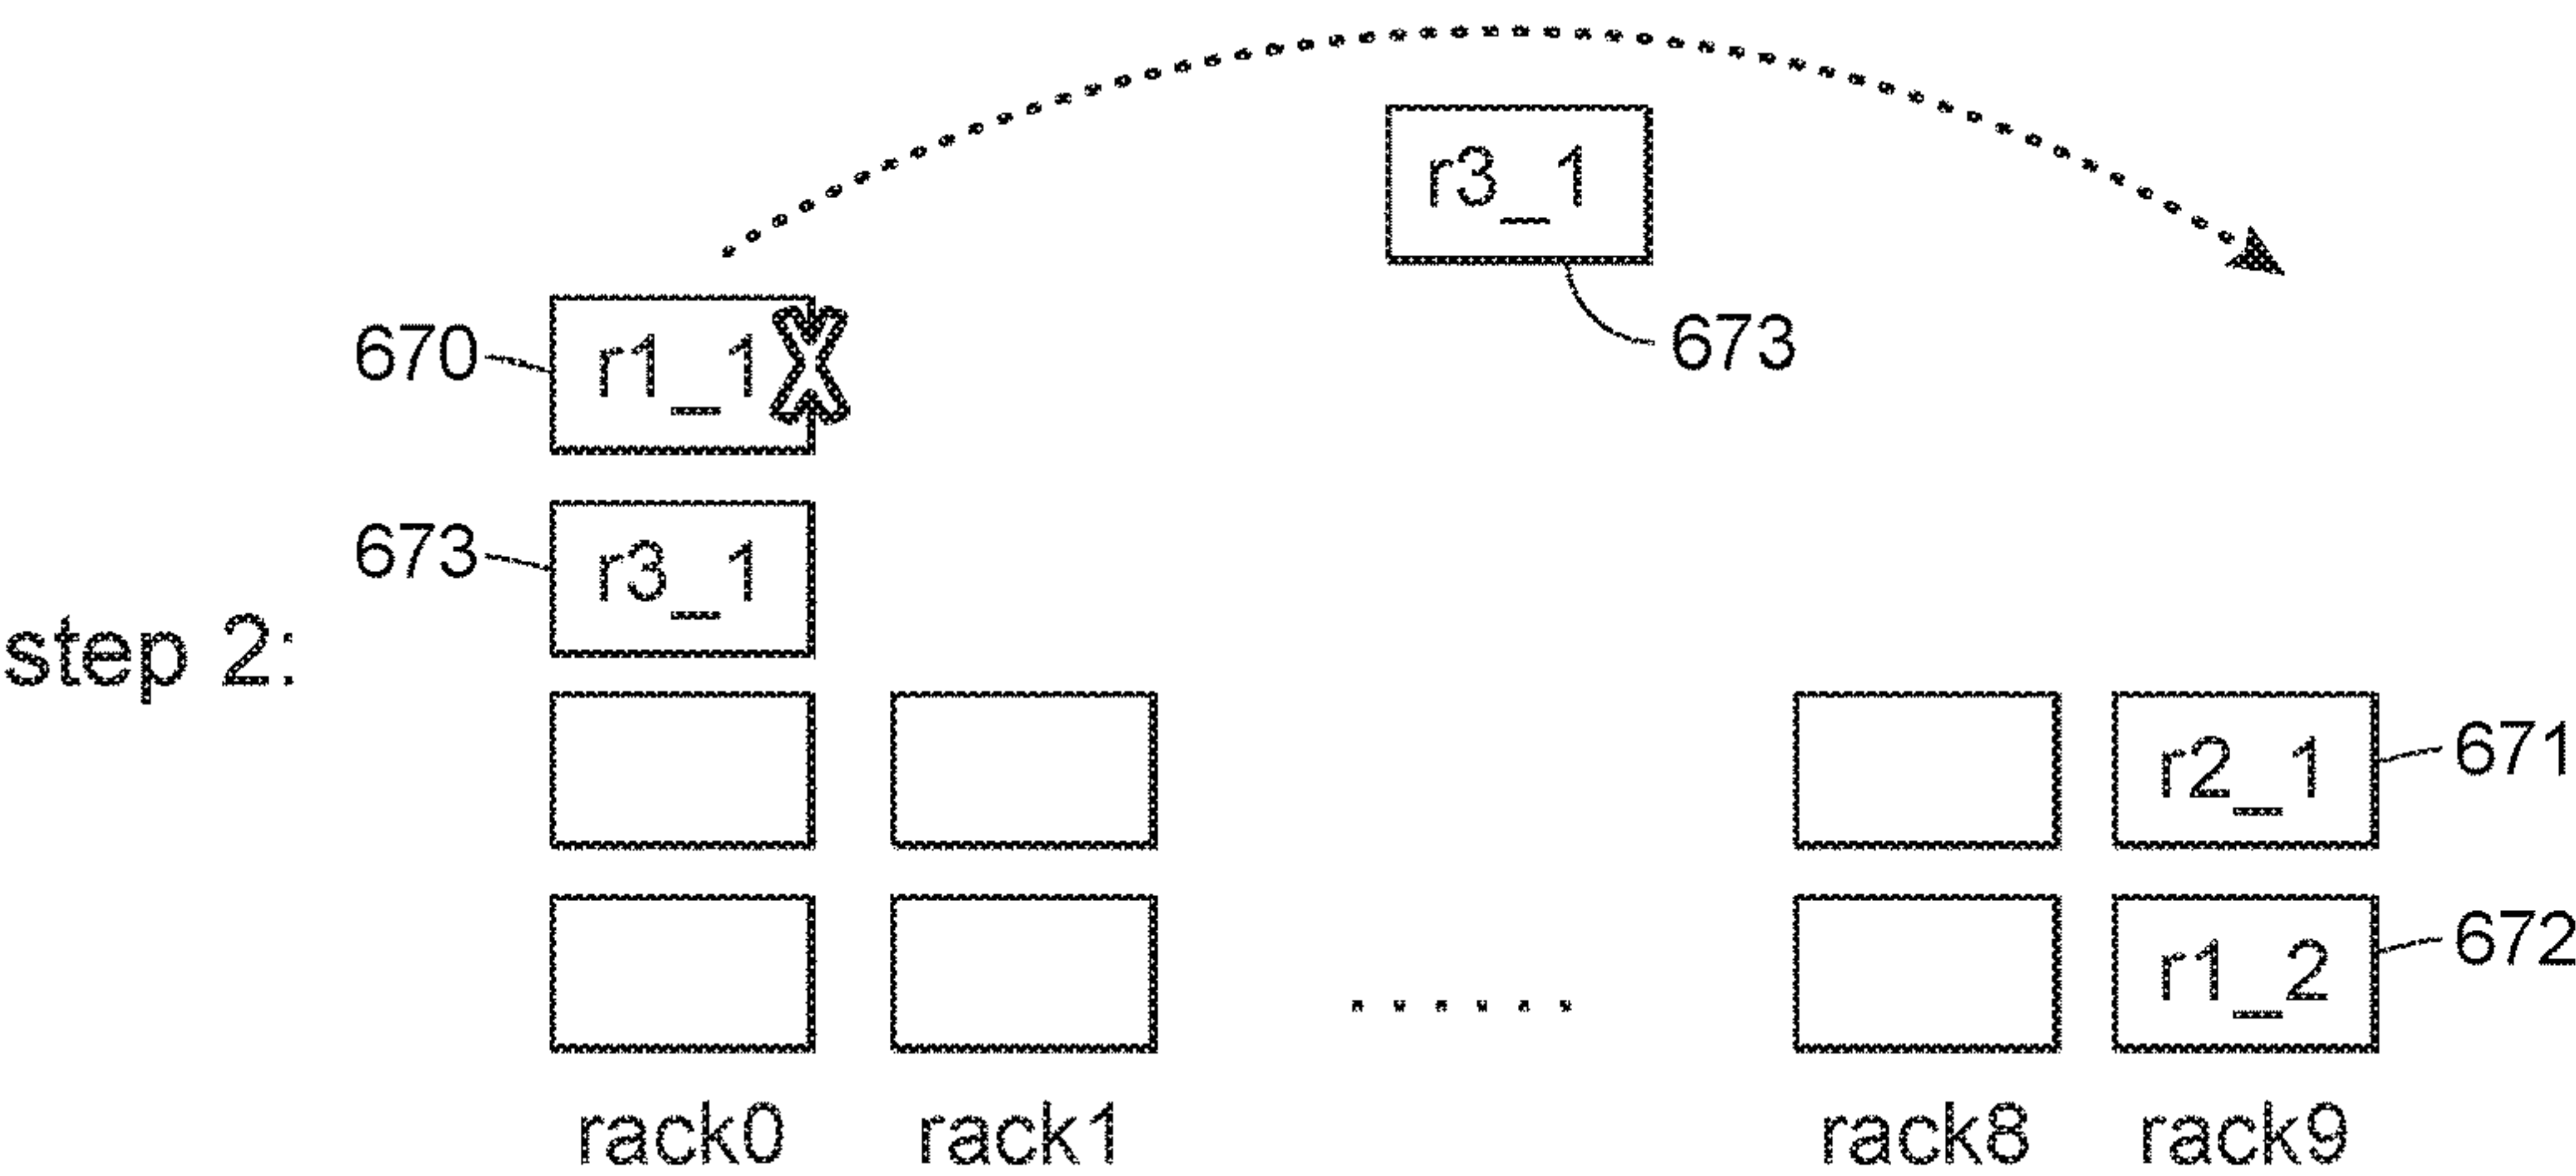 r3_1
673
670 r1_1 X
673 r3_1
step 2:
r2_1 671
r1_2 672
rack0 rack1 rack8 rack9